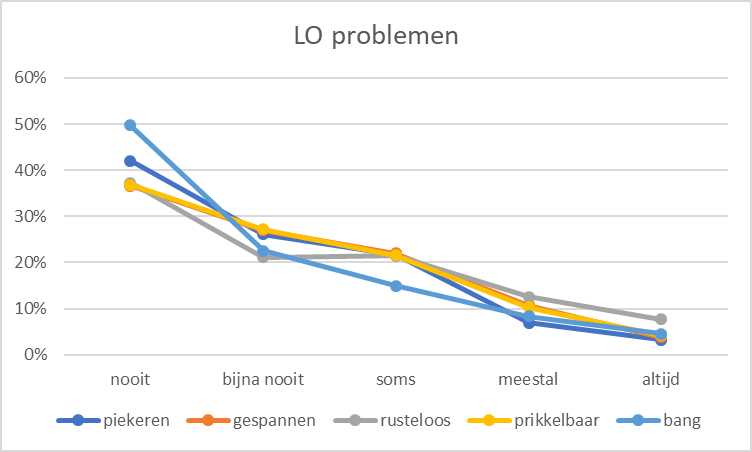 LO problemen
60%
50%
40%
30%
20%
10%
0%
nooit bijna nooit soms meestal altijd
piekeren gespannen rusteloos prikkelbaar bang